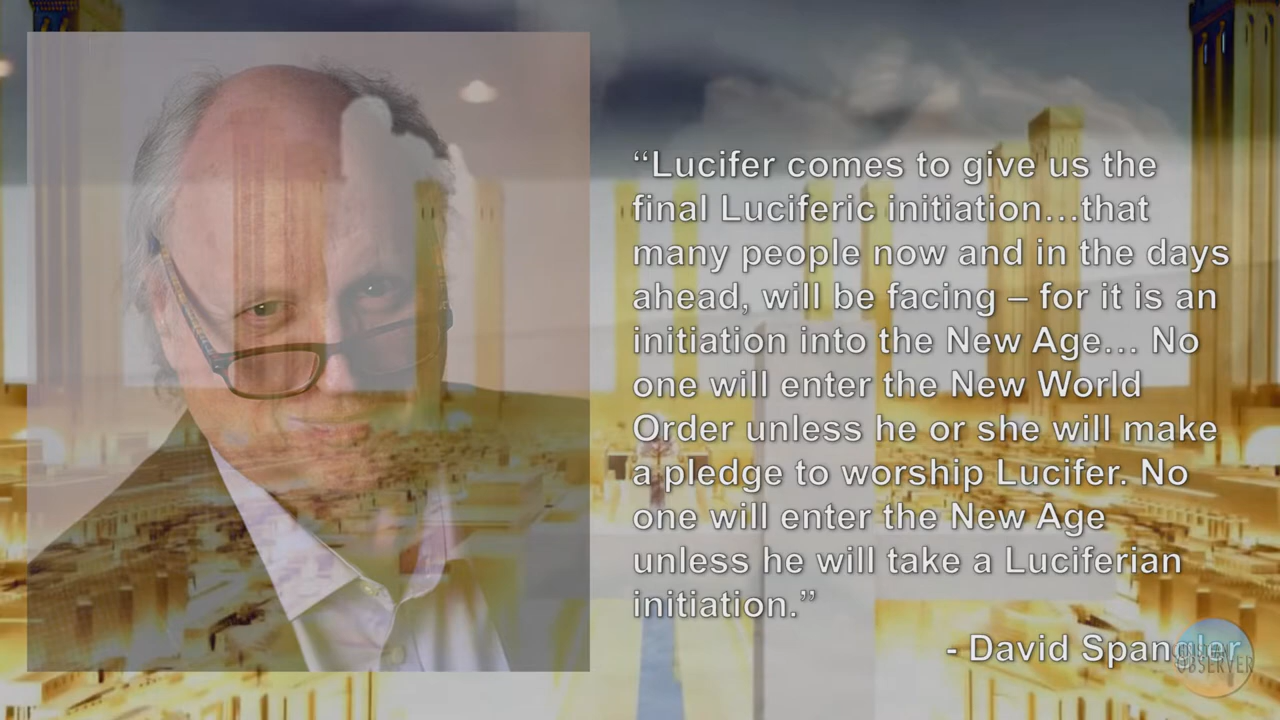 “Lucifer comes to give us the
final Luciferic initiation...that
many people now and in the days
ahead, will be facing – for it is an
initiation into the New Age... No
one will enter the New World
Order unless he or she will make
a pledge to worship Lucifer. No
one will enter the New Age
unless he will take a Luciferian
initiation.”
- David Spangler
OBSERVER